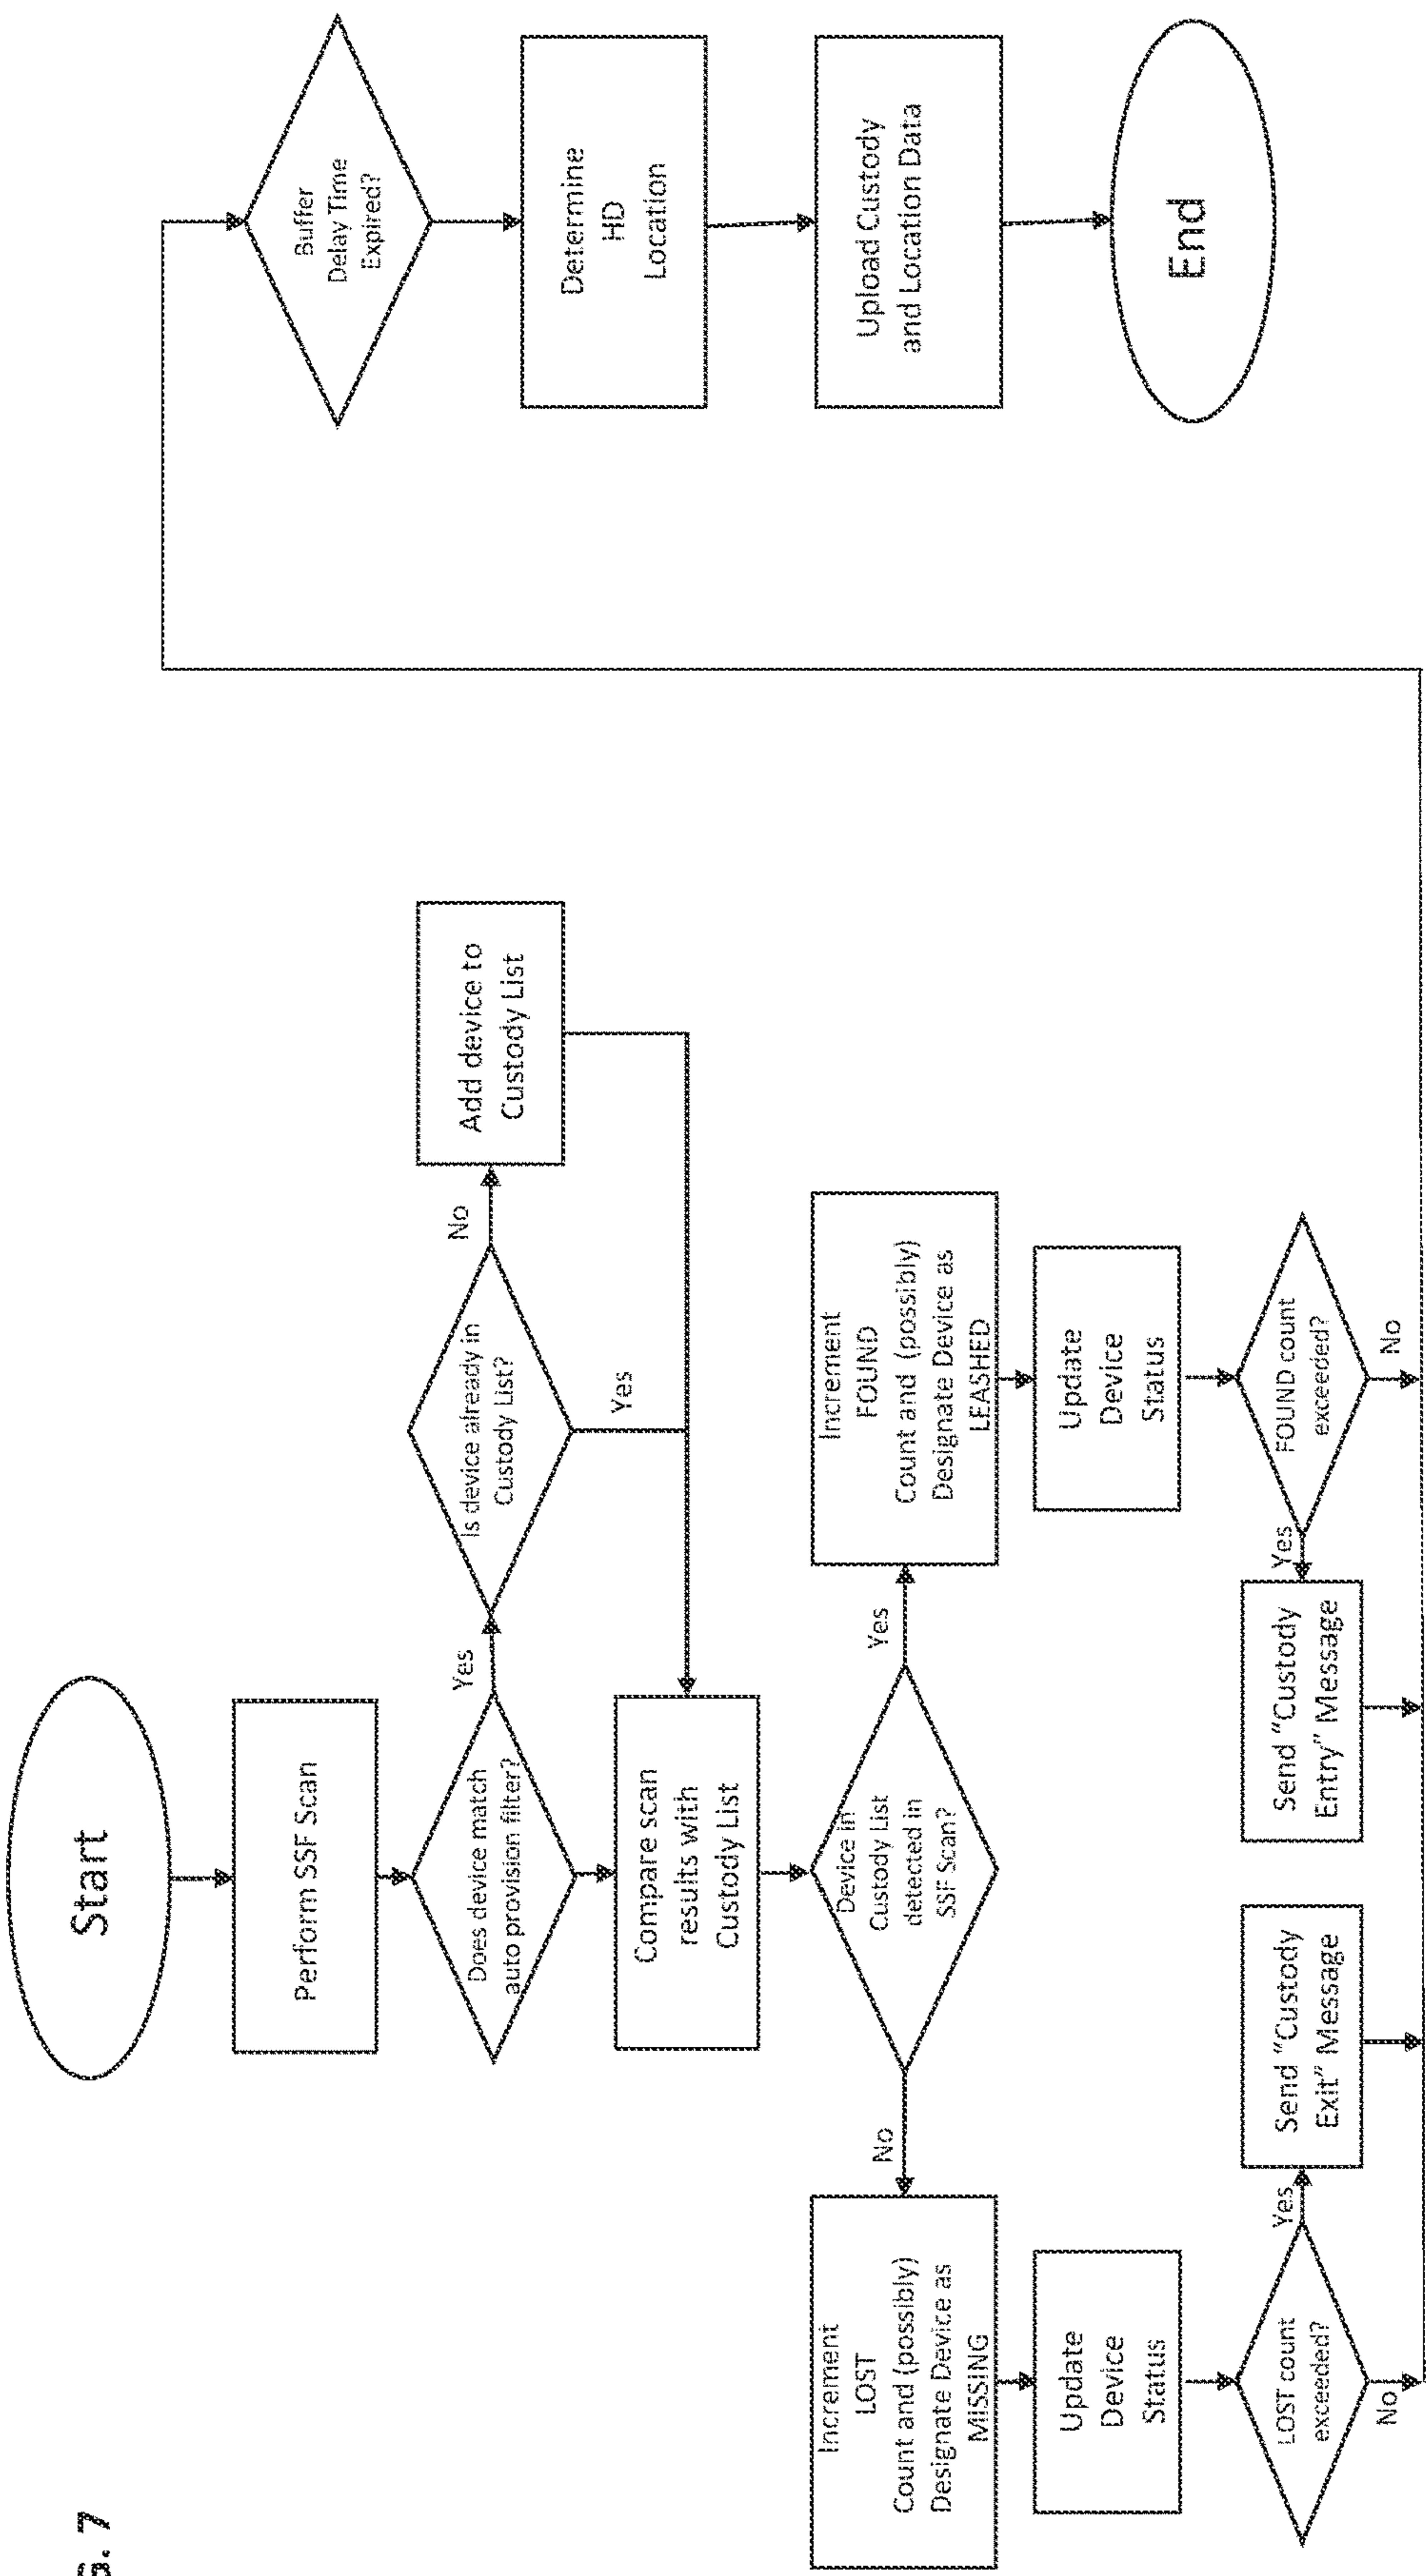 G. 7
Start
Perform SSF Scan
Does device match
auto provision filter?
Yes
Is device already in
Custody List?
No
Add device to
Custody List
Yes
Compare scan
results with
Custody List
Device in
Custody List
detected in
SSF Scan?
No
Yes
Increment
LOST
Count and (possibly)
Designate Device as
MISSING
Update
Device
Status
LOST count
exceeded?
Yes
No
Send "Custody
Exit" Message
Increment
FOUND
Count and (possibly)
Designate Device as
LEASHED
Update
Device
Status
FOUND count
exceeded?
Yes
No
Send "Custody
Entry" Message
Buffer
Delay Time
Expired?
Determine
HD
Location
Upload Custody
and Location Data
End